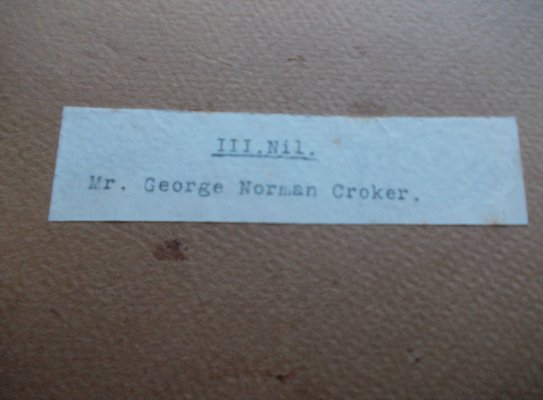 III.Nil.
Mr. George Norman Croker.